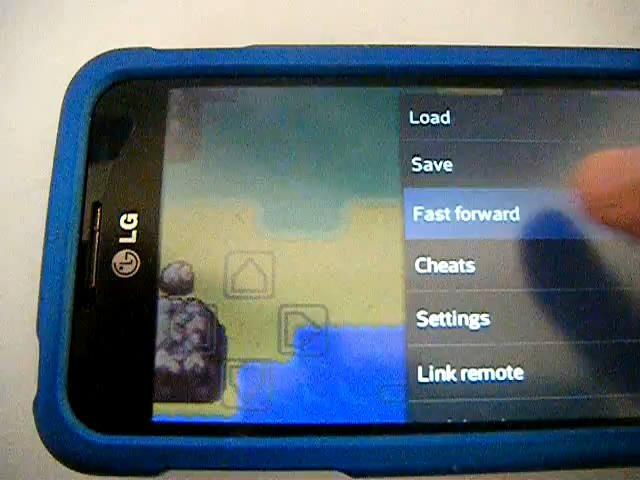 LG
Load
Save
Fast forward
Cheats
Settings
Link remote